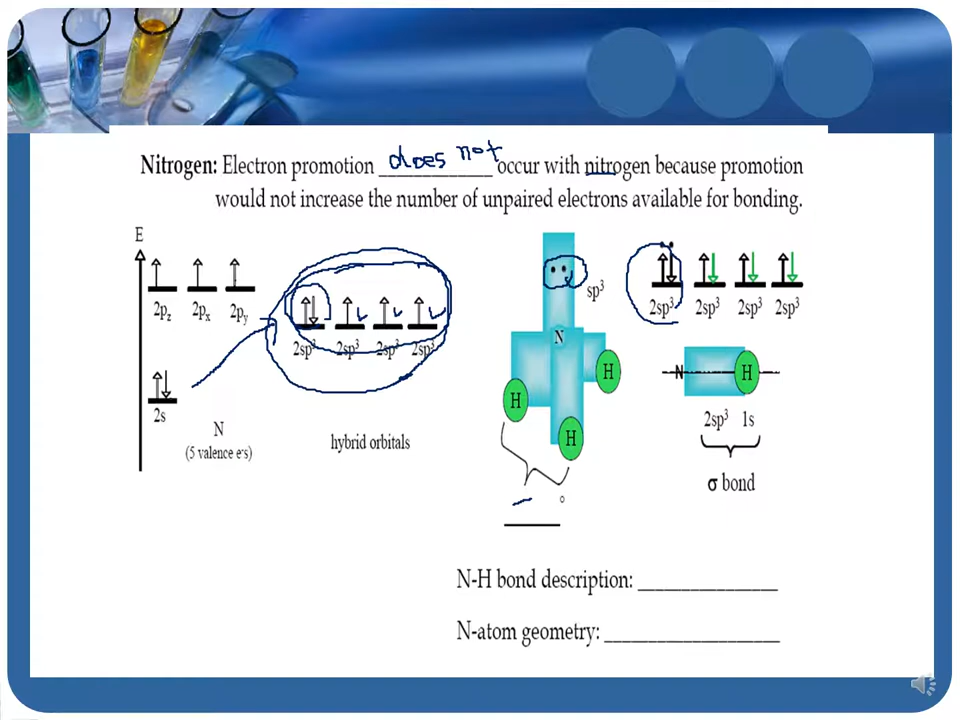 Nitrogen: Electron promotion does not occur with nitrogen because promotion
would not increase the number of unpaired electrons available for bonding.
E
2pz 2px 2py
2s
N
(5 valence e⁻s)
2sp³ 2sp³ 2sp³ 2sp³
hybrid orbitals
sp³
N
H
H
H
°
2sp³ 2sp³ 2sp³ 2sp³
N H
2sp³ 1s
σ bond
N-H bond description: _______________
N-atom geometry: ___________________